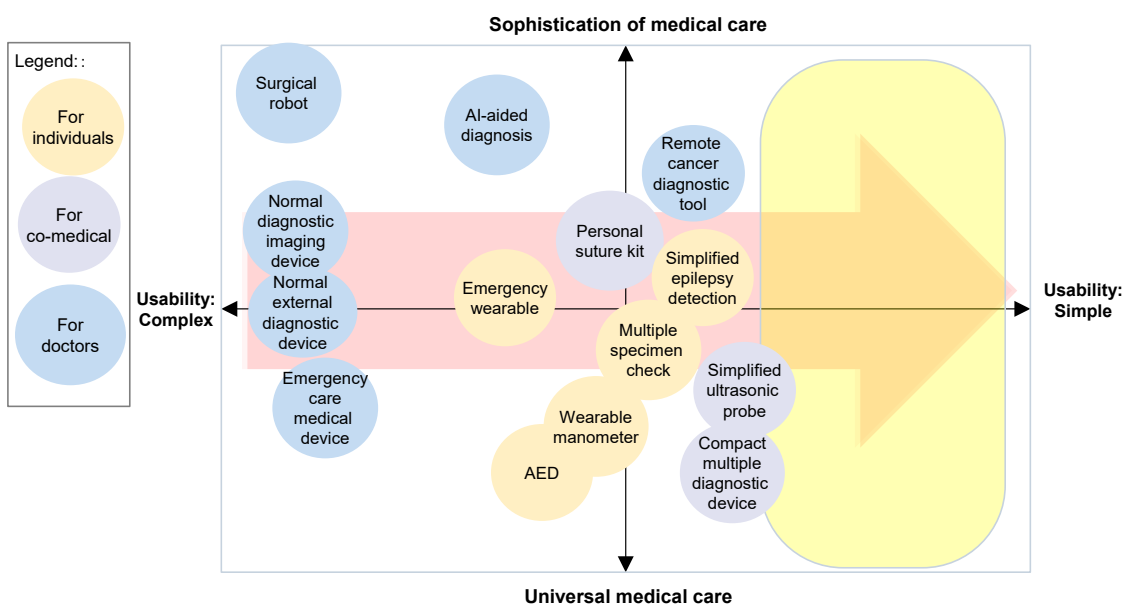 Sophistication of medical care
Legend: :
For
individuals
For
co-medical
For
doctors
Surgical
robot
AI-aided
diagnosis
Remote
cancer
diagnostic
tool
Normal
diagnostic
imaging
device
Personal
suture kit
Simplified
epilepsy
detection
Usability:
Complex
Normal
external
diagnostic
device
Emergency
wearable
Usability:
Simple
Multiple
specimen
check
Emergency
care
medical
device
Simplified
ultrasonic
probe
Wearable
manometer
AED
Compact
multiple
diagnostic
device
Universal medical care